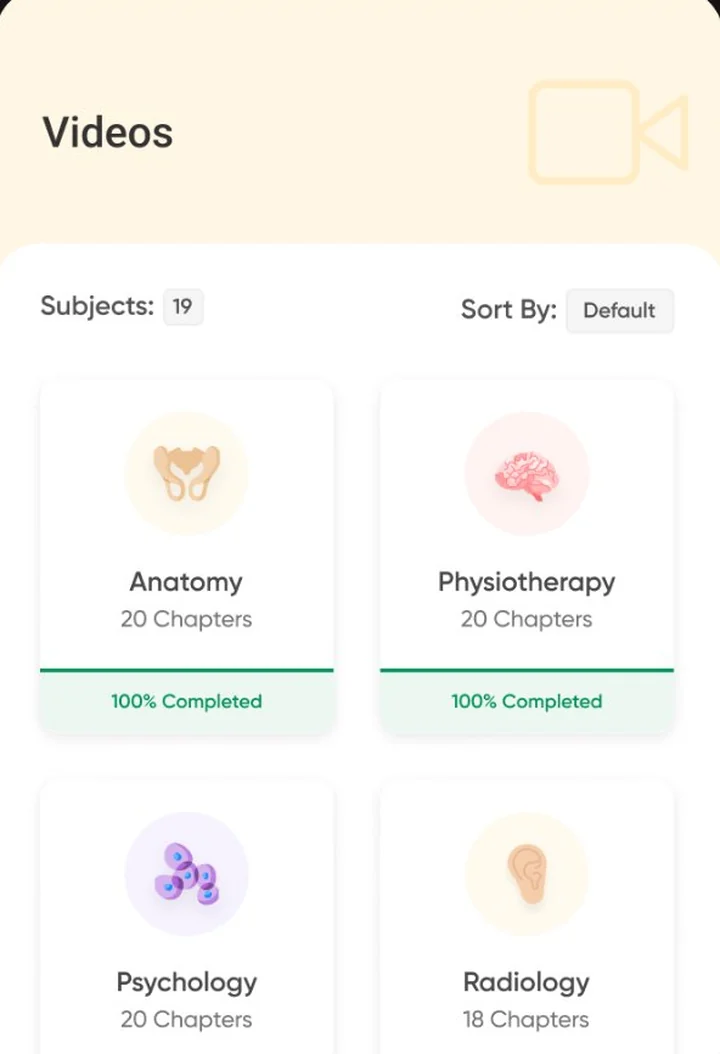 Videos
Subjects: 19
Sort By: Default
Anatomy
20 Chapters
100% Completed
Physiotherapy
20 Chapters
100% Completed
Psychology
20 Chapters
Radiology
18 Chapters